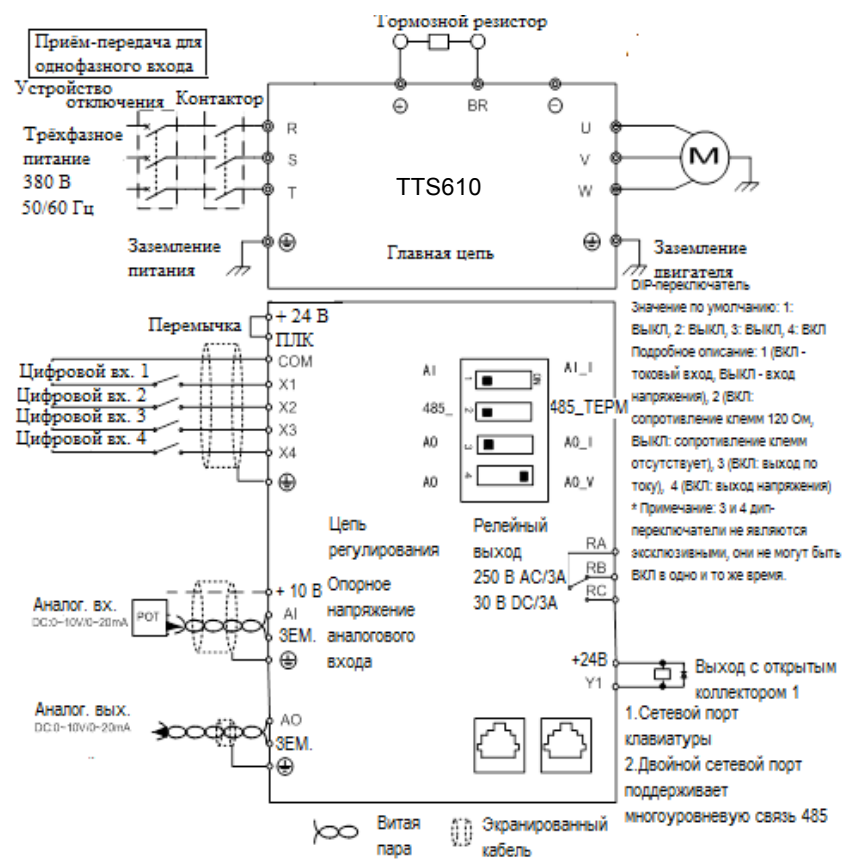 Тормозной резистор
Приём-передача для
однофазного входа
Устройство
отключения
Контактор
Трёхфазное
питание
380 В
50/60 Гц
BR
R
S
T
TTS610
U
V
W
M
Заземление
питания
Главная цепь
Заземление
двигателя
Перемычка
+ 24 В
ПЛК
COM
Цифровой вх. 1
X1
Цифровой вх. 2
X2
Цифровой вх. 3
X3
Цифровой вх. 4
X4
AI
1
ON
AI_I
485_
2
485_ТЕРМ
AO
3
AO_I
AO
4
AO_V
DIP-переключатель
Значение по умолчанию: 1:
ВЫКЛ, 2: ВЫКЛ, 3: ВЫКЛ, 4: ВКЛ
Подробное описание: 1 (ВКЛ -
токовый вход, ВЫКЛ - вход
напряжения), 2 (ВКЛ:
сопротивление клемм 120 Ом,
ВЫКЛ: сопротивление клемм
отсутствует), 3 (ВКЛ: выход по
току), 4 (ВКЛ: выход напряжения)
* Примечание: 3 и 4 дип-
переключатели не являются
эксклюзивными, они не могут быть
ВКЛ в одно и то же время.
Цепь
регулирования
Релейный
выход
250 В AC/3A
30 В DC/3A
RA
RB
RC
Аналог. вх.
DC:0~10V/0~20mA
POT
+ 10 В
AI
ЗЕМ.
Опорное
напряжение
аналогового
входа
+24В
Y1
Выход с открытым
коллектором 1
Аналог. вых.
DC:0~10V/0~20mA
AO
ЗЕМ.
1.Сетевой порт
клавиатуры
2.Двойной сетевой порт
поддерживает
многоуровневую связь 485
Витая
пара
Экранированный
кабель